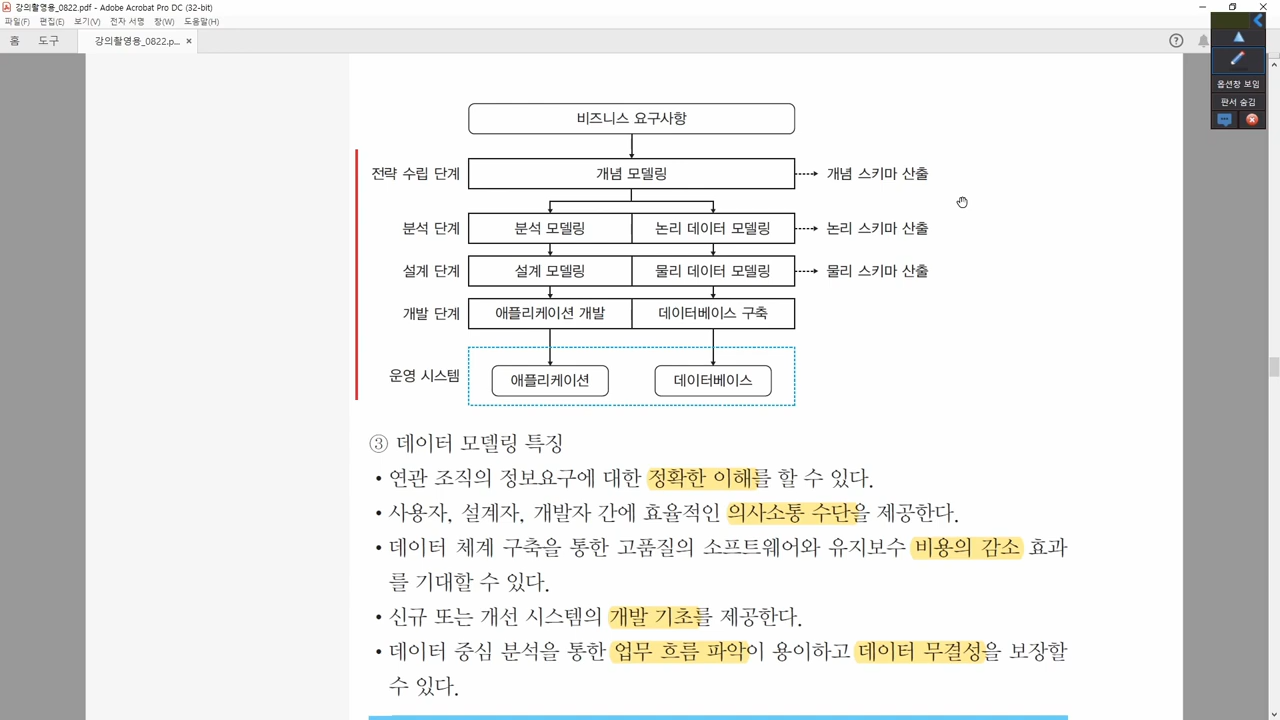 강의촬영용_0822.pdf - Adobe Acrobat Pro DC (32-bit)
파일(F) 편집(E) 보기(V) 전자 서명 창(W) 도움말(H)
홈 도구 강의촬영용_0822.p... ×
옵션창 보임
판서 숨김
비즈니스 요구사항
전략 수립 단계 개념 모델링 개념 스키마 산출
분석 단계 분석 모델링 논리 데이터 모델링 논리 스키마 산출
설계 단계 설계 모델링 물리 데이터 모델링 물리 스키마 산출
개발 단계 애플리케이션 개발 데이터베이스 구축
운영 시스템 애플리케이션 데이터베이스
③ 데이터 모델링 특징
• 연관 조직의 정보요구에 대한 정확한 이해를 할 수 있다.
• 사용자, 설계자, 개발자 간에 효율적인 의사소통 수단을 제공한다.
• 데이터 체계 구축을 통한 고품질의 소프트웨어와 유지보수 비용의 감소 효과
를 기대할 수 있다.
• 신규 또는 개선 시스템의 개발 기초를 제공한다.
• 데이터 중심 분석을 통한 업무 흐름 파악이 용이하고 데이터 무결성을 보장할
수 있다.